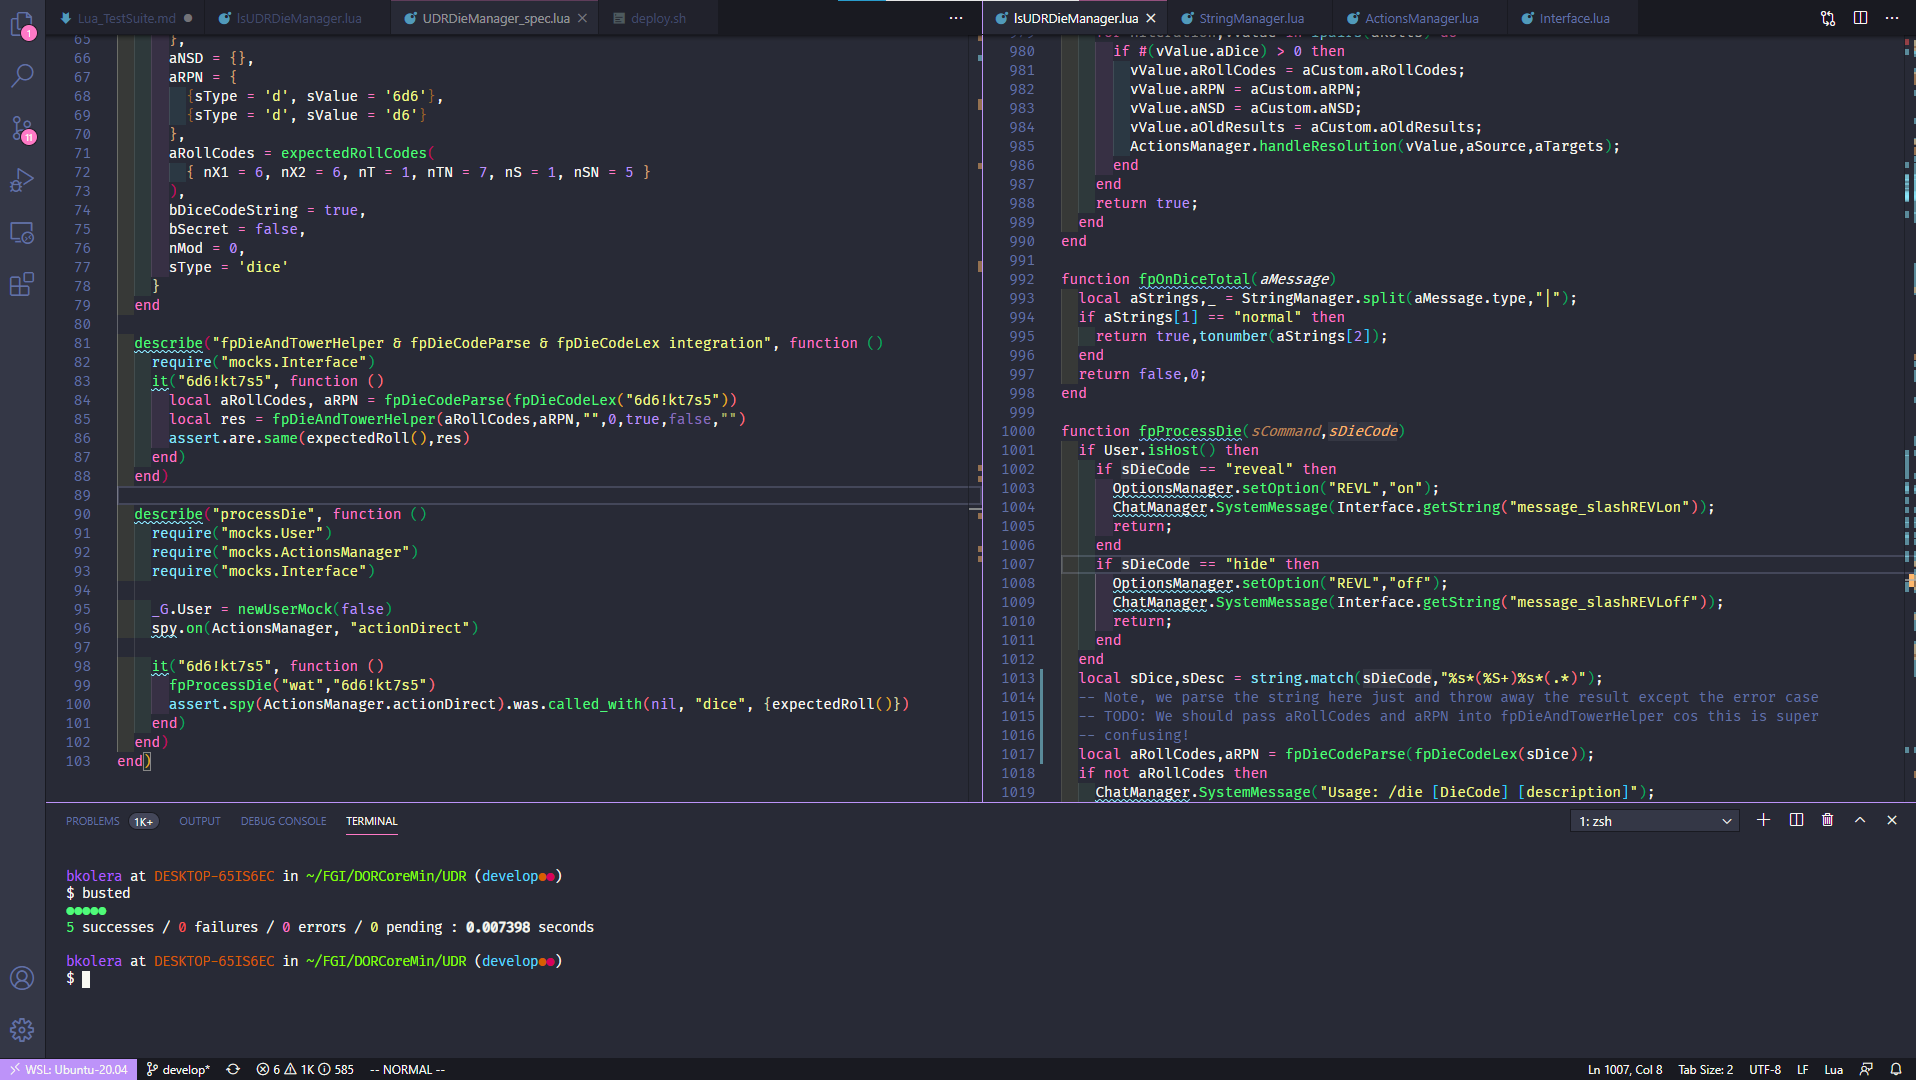 Lua_TestSuite.md
lsUDRDieManager.lua
UDRDieManager_spec.lua
deploy.sh
65 },
66 aNSD = {},
67 aRPN = {
68 {sType = 'd', sValue = '6d6'},
69 {sType = 'd', sValue = 'd6'}
70 },
71 aRollCodes = expectedRollCodes(
72 { nX1 = 6, nX2 = 6, nT = 1, nTN = 7, nS = 1, nSN = 5 }
73 ),
74 bDiceCodeString = true,
75 bSecret = false,
76 nMod = 0,
77 sType = 'dice'
78 }
79 end
80
81 describe("fpDieAndTowerHelper & fpDieCodeParse & fpDieCodeLex integration", function ()
82 require("mocks.Interface")
83 it("6d6!kt7s5", function ()
84 local aRollCodes, aRPN = fpDieCodeParse(fpDieCodeLex("6d6!kt7s5"))
85 local res = fpDieAndTowerHelper(aRollCodes,aRPN,"",0,true,false,"")
86 assert.are.same(expectedRoll(),res)
87 end)
88 end)
89
90 describe("processDie", function ()
91 require("mocks.User")
92 require("mocks.ActionsManager")
93 require("mocks.Interface")
94
95 _G.User = newUserMock(false)
96 spy.on(ActionsManager, "actionDirect")
97
98 it("6d6!kt7s5", function ()
99 fpProcessDie("wat","6d6!kt7s5")
100 assert.spy(ActionsManager.actionDirect).was.called_with(nil, "dice", {expectedRoll()})
101 end)
102 end)
103 end)
lsUDRDieManager.lua
StringManager.lua
ActionsManager.lua
Interface.lua
980 if #(vValue.aDice) > 0 then
981 vValue.aRollCodes = aCustom.aRollCodes;
982 vValue.aRPN = aCustom.aRPN;
983 vValue.aNSD = aCustom.aNSD;
984 vValue.aOldResults = aCustom.aOldResults;
985 ActionsManager.handleResolution(vValue,aSource,aTargets);
986 end
987 end
988 return true;
989 end
990 end
991
992 function fpOnDiceTotal(aMessage)
993 local aStrings,_ = StringManager.split(aMessage.type,"|");
994 if aStrings[1] == "normal" then
995 return true,tonumber(aStrings[2]);
996 end
997 return false,0;
998 end
999
1000 function fpProcessDie(sCommand,sDieCode)
1001 if User.isHost() then
1002 if sDieCode == "reveal" then
1003 OptionsManager.setOption("REVL","on");
1004 ChatManager.SystemMessage(Interface.getString("message_slashREVLon"));
1005 return;
1006 end
1007 if sDieCode == "hide" then
1008 OptionsManager.setOption("REVL","off");
1009 ChatManager.SystemMessage(Interface.getString("message_slashREVLoff"));
1010 return;
1011 end
1012 end
1013 local sDice,sDesc = string.match(sDieCode,"%s*(%S+)%s*(.*)");
1014 -- Note, we parse the string here just and throw away the result except the error case
1015 -- TODO: We should pass aRollCodes and aRPN into fpDieAndTowerHelper cos this is super
1016 -- confusing!
1017 local aRollCodes,aRPN = fpDieCodeParse(fpDieCodeLex(sDice));
1018 if not aRollCodes then
1019 ChatManager.SystemMessage("Usage: /die [DieCode] [description]");
1
11
PROBLEMS 1K+ OUTPUT DEBUG CONSOLE TERMINAL
1: zsh
bkolera at DESKTOP-65IS6EC in ~/FGI/DORCoreMin/UDR (develop●●)
$ busted
●●●●●
5 successes / 0 failures / 0 errors / 0 pending : 0.007398 seconds
bkolera at DESKTOP-65IS6EC in ~/FGI/DORCoreMin/UDR (develop●●)
$
WSL: Ubuntu-20.04 develop* 6 1K 585 -- NORMAL -- Ln 1007, Col 8 Tab Size: 2 UTF-8 LF Lua